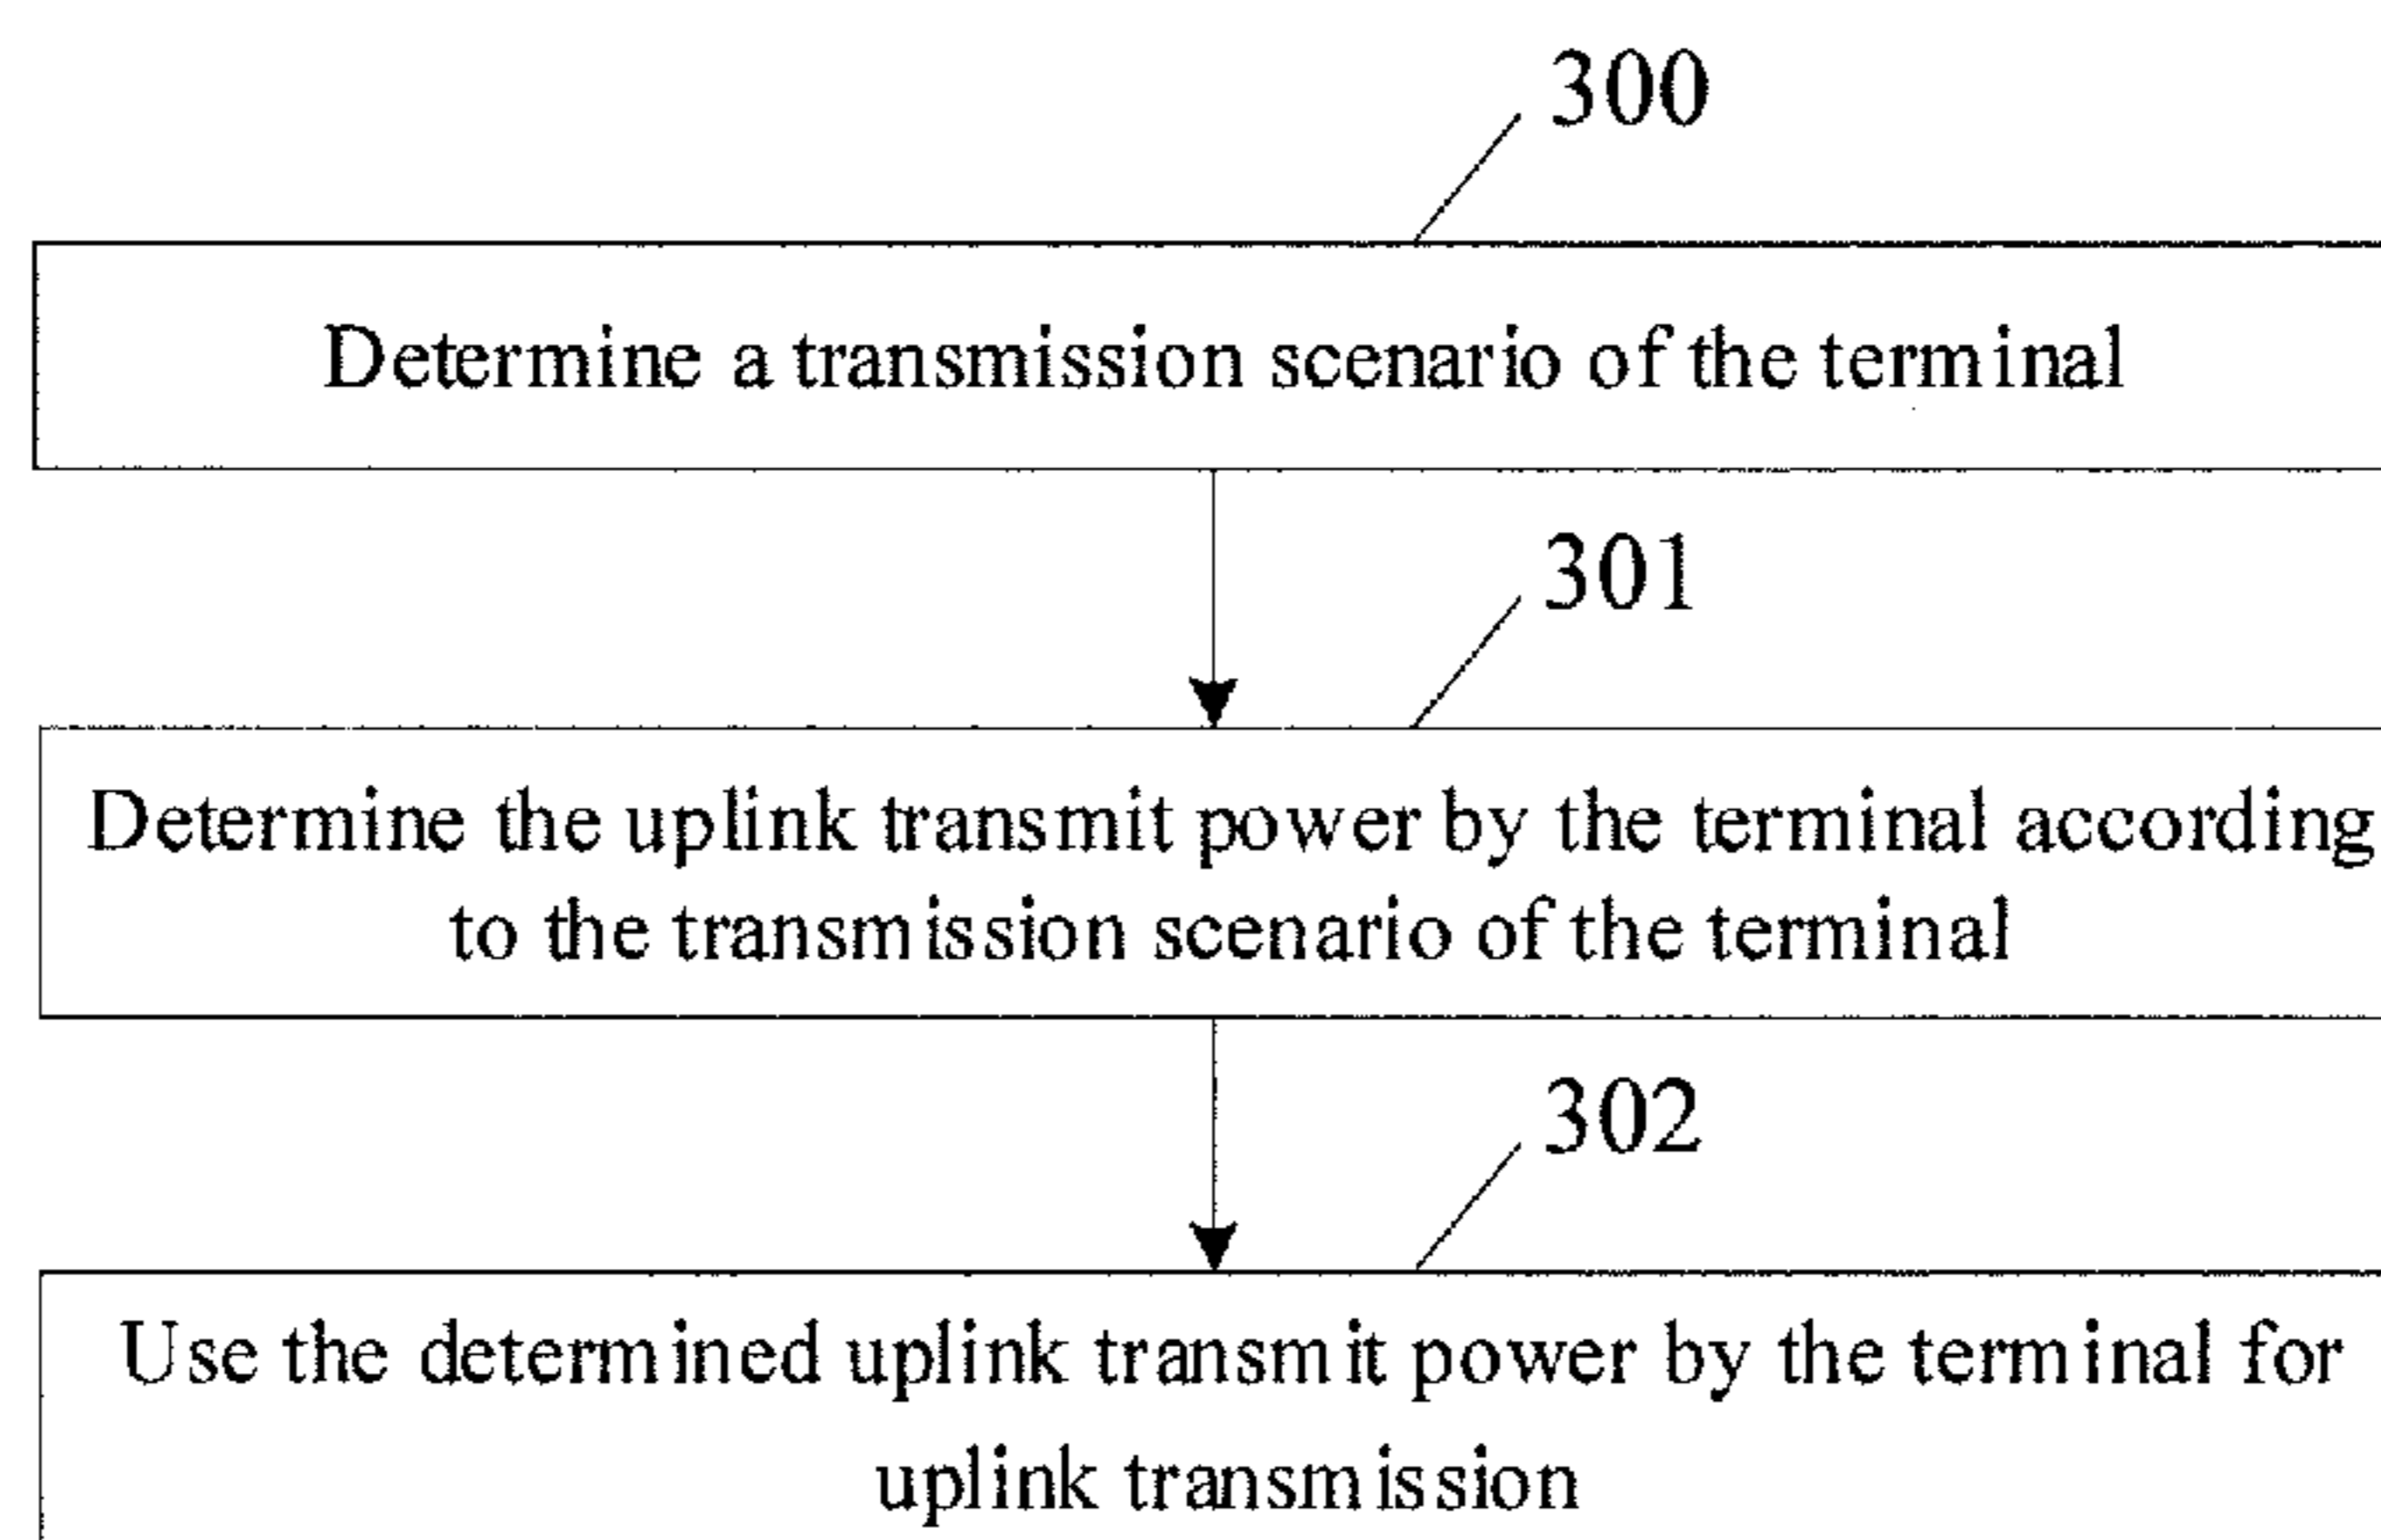 300
Determine a transmission scenario of the terminal
301
Determine the uplink transmit power by the terminal according
to the transmission scenario of the terminal
302
Use the determined uplink transmit power by the terminal for
uplink transmission